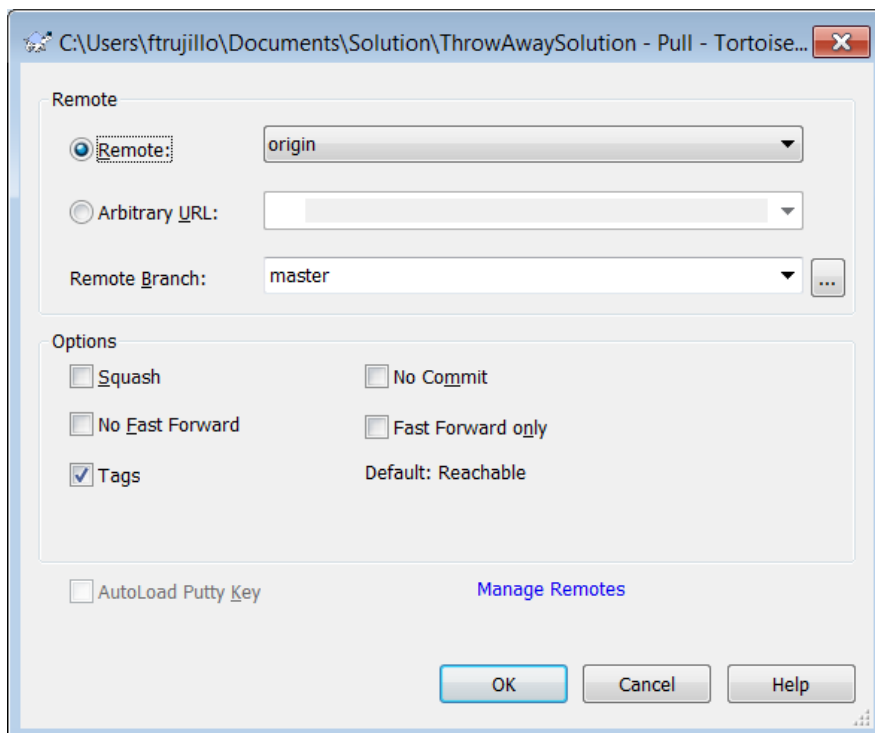 C:\Users\ftrujillo\Documents\Solution\ThrowAwaySolution - Pull - Tortoise...
Remote
Remote: origin
Arbitrary URL:
Remote Branch: master ...
Options
Squash No Commit
No Fast Forward Fast Forward only
Tags Default: Reachable
AutoLoad Putty Key Manage Remotes
OK Cancel Help